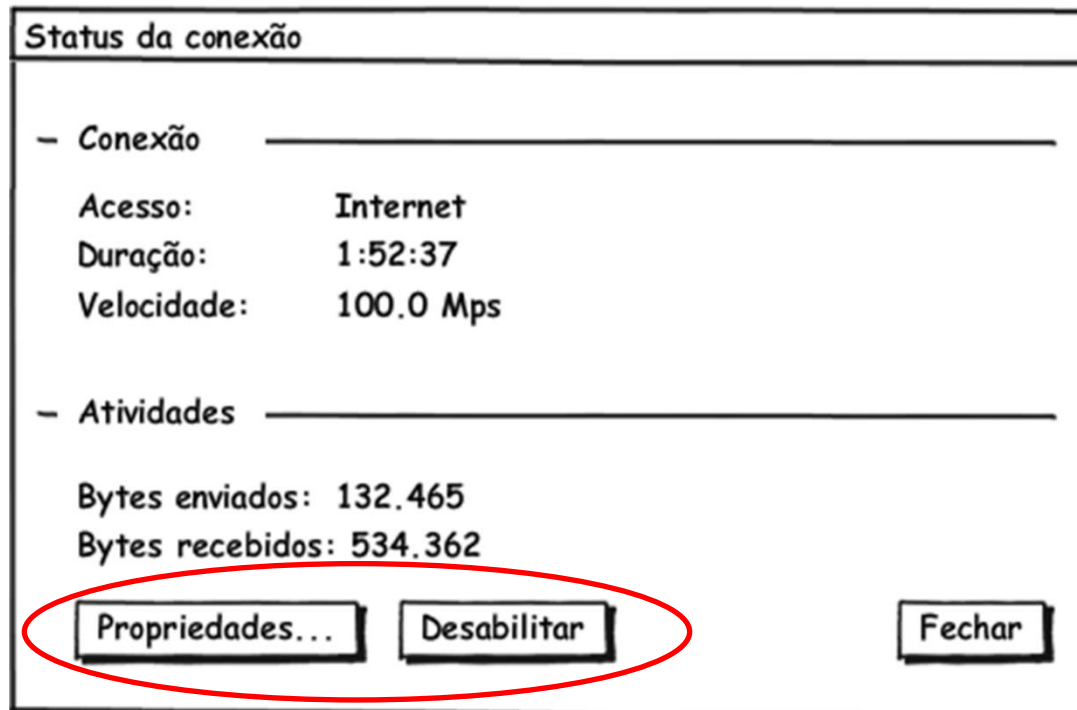 Status da conexão
Conexão
Acesso: Internet
Duração: 1:52:37
Velocidade: 100.0 Mps
Atividades
Bytes enviados: 132.465
Bytes recebidos: 534.362
Propriedades... Desabilitar Fechar